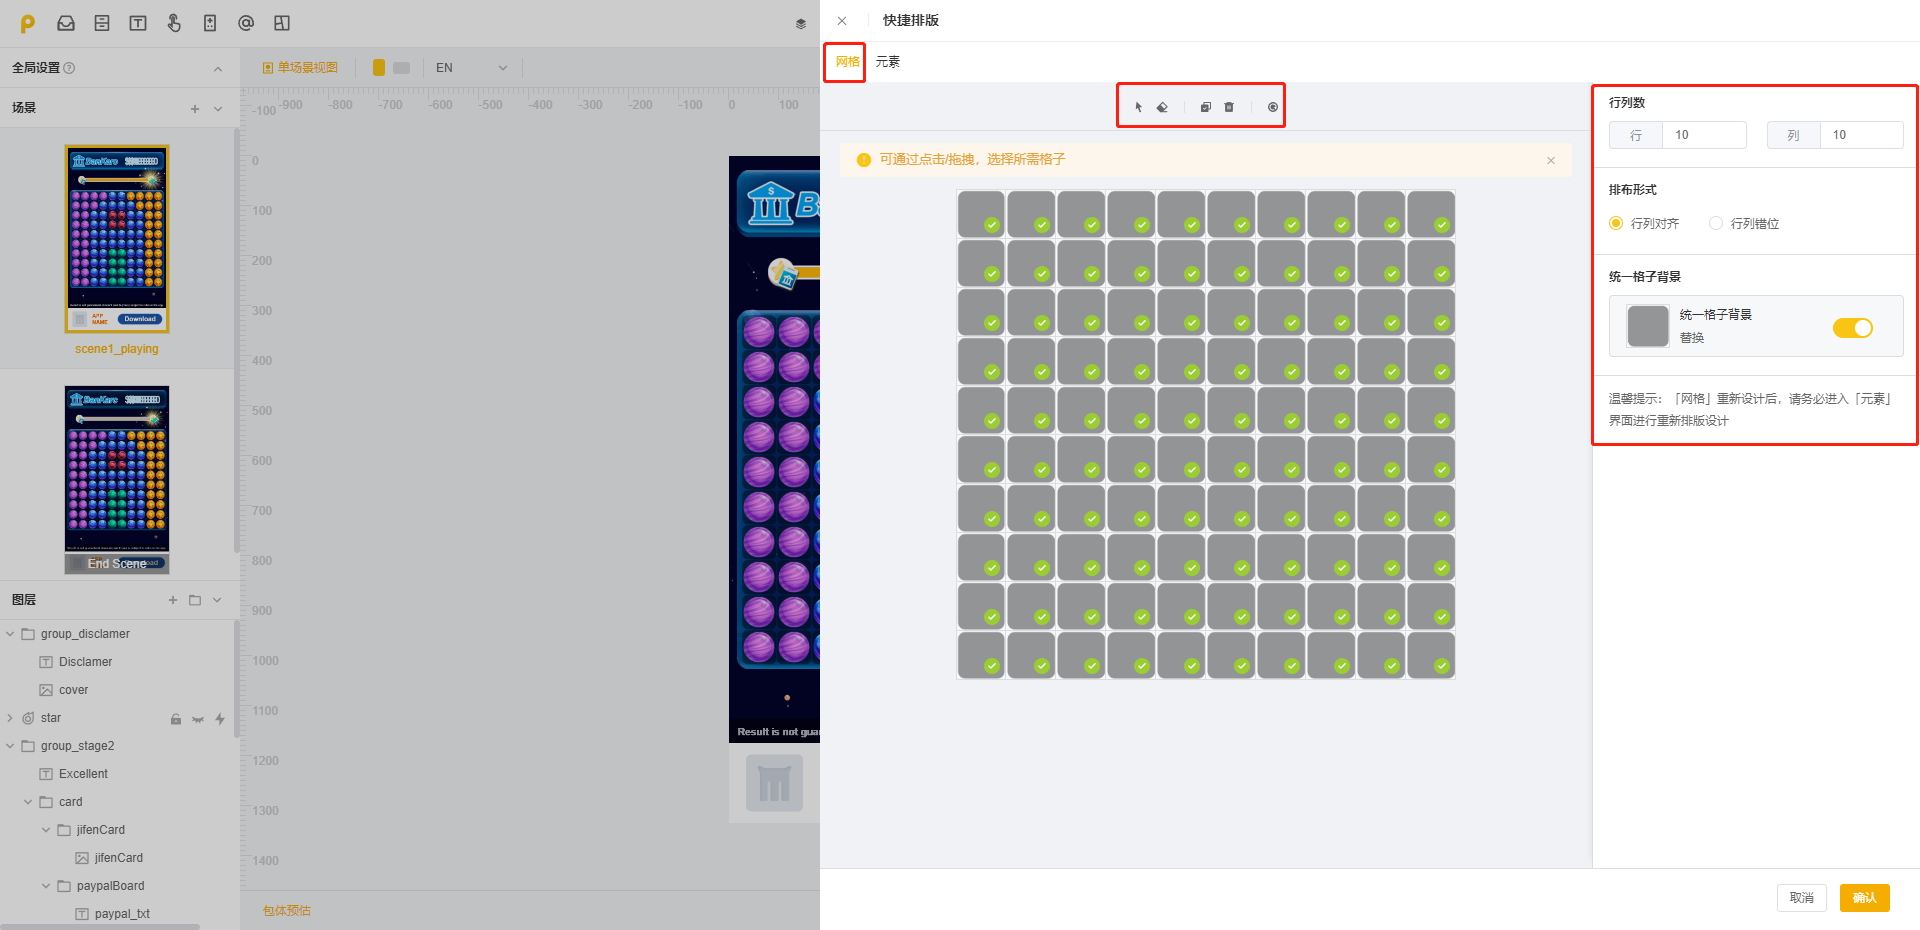 快捷排版
网格 元素
全局设置
单场景视图 EN
场景
-100 -900 -800 -700 -600 -500 -400 -300 -200 -100 0 100
0
100
200
300
400
500
600
700
800
900
1000
1100
1200
1300
1400
BanKarc
APP NAME
Download
scene1_playing
BanKarc
End Scene
图层
group_disclamer
Disclamer
cover
star
group_stage2
Excellent
card
jifenCard
jifenCard
paypalBoard
paypal_txt
$
Result is not gua
包体预估
可通过点击/拖拽，选择所需格子
行列数
行 10 列 10
排布形式
行列对齐 行列错位
统一格子背景
统一格子背景
替换
温馨提示：「网格」重新设计后，请务必进入「元素」
界面进行重新排版设计
取消 确认